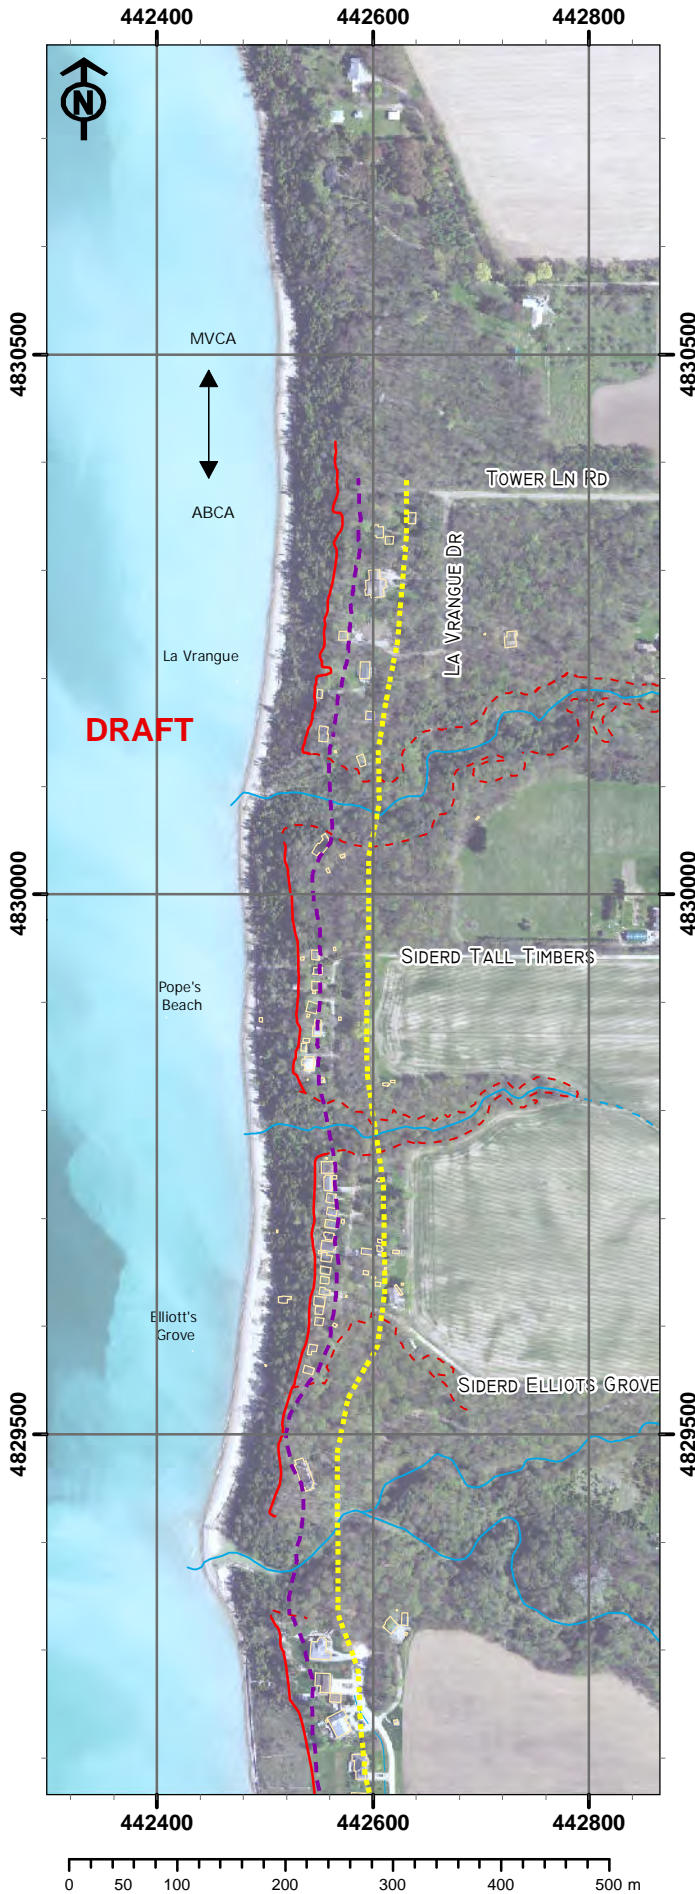 442400 442600 442800
N
MVCA
4830500
4830500
ABCA
TOWER LN RD
LA VRANGUE DR
La Vrangue
DRAFT
4830000
4830000
SIDERD TALL TIMBERS
Pope's
Beach
Elliott's
Grove
SIDERD ELLIOTS GROVE
4829500
4829500
442400 442600 442800
0 50 100 200 300 400 500 m